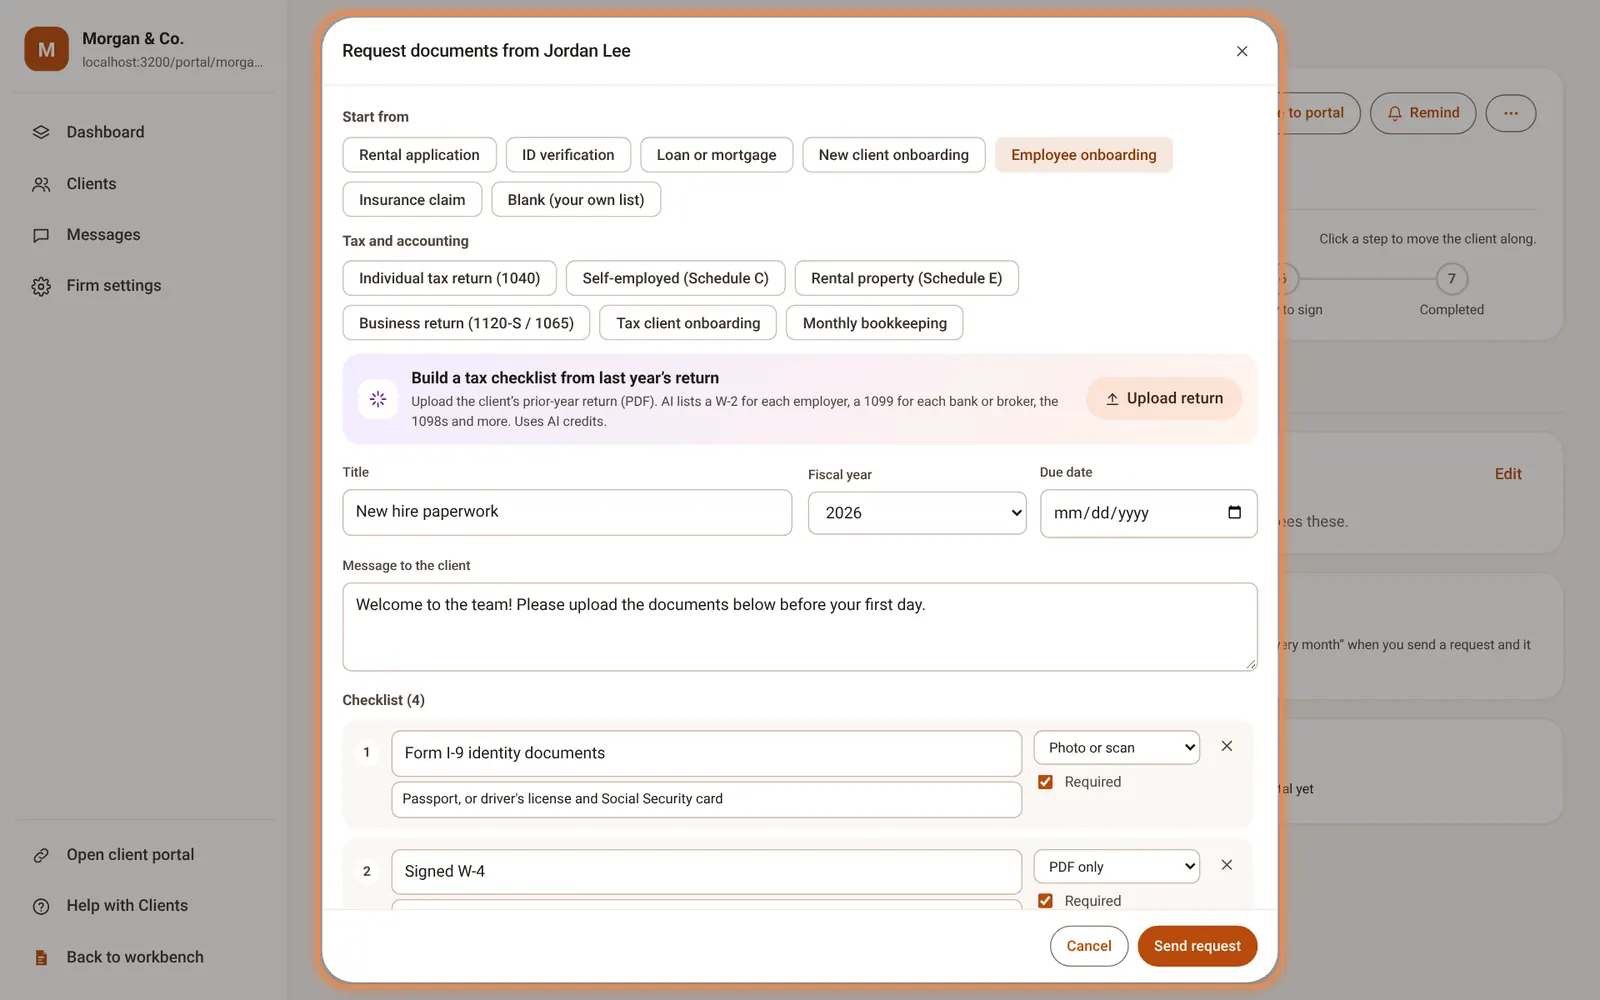 M
Morgan & Co.
localhost:3200/portal/morga...
Dashboard
Clients
Messages
Firm settings
Open client portal
Help with Clients
Back to workbench
Request documents from Jordan Lee
Start from
Rental application
ID verification
Loan or mortgage
New client onboarding
Employee onboarding
Insurance claim
Blank (your own list)
Tax and accounting
Individual tax return (1040)
Self-employed (Schedule C)
Rental property (Schedule E)
Business return (1120-S / 1065)
Tax client onboarding
Monthly bookkeeping
Build a tax checklist from last year’s return
Upload the client’s prior-year return (PDF). AI lists a W-2 for each employer, a 1099 for each bank or broker, the
1098s and more. Uses AI credits.
Upload return
Title
Fiscal year
Due date
New hire paperwork
2026
mm/dd/yyyy
Message to the client
Welcome to the team! Please upload the documents below before your first day.
Checklist (4)
1
Form I-9 identity documents
Photo or scan
Required
Passport, or driver's license and Social Security card
2
Signed W-4
PDF only
Required
Cancel
Send request
to portal
Remind
Click a step to move the client along.
7
to sign
Completed
Edit
these.
month” when you send a request and it
yet